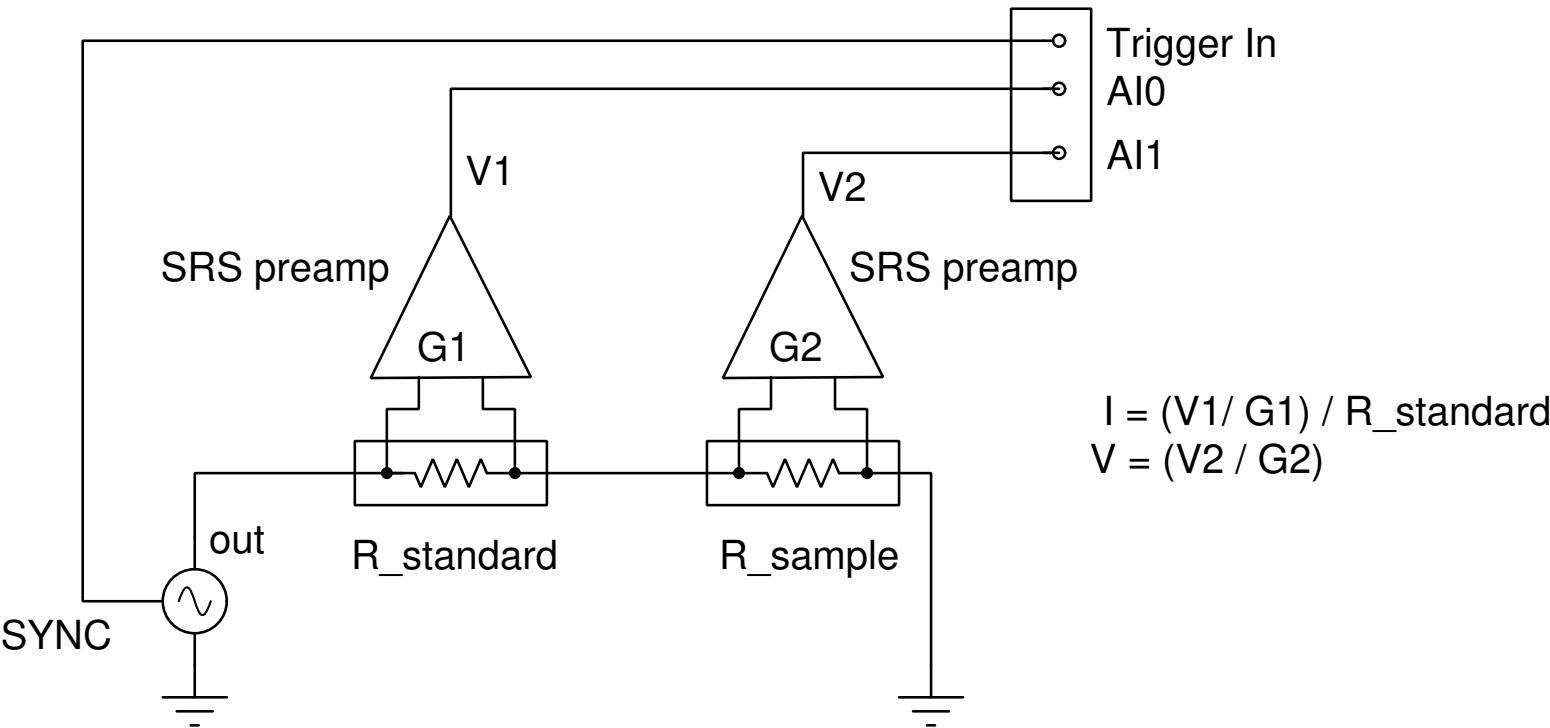 Trigger In
AI0
AI1
V1
V2
SRS preamp
SRS preamp
G1
G2
I = (V1/ G1) / R_standard
V = (V2 / G2)
out
R_standard
R_sample
SYNC